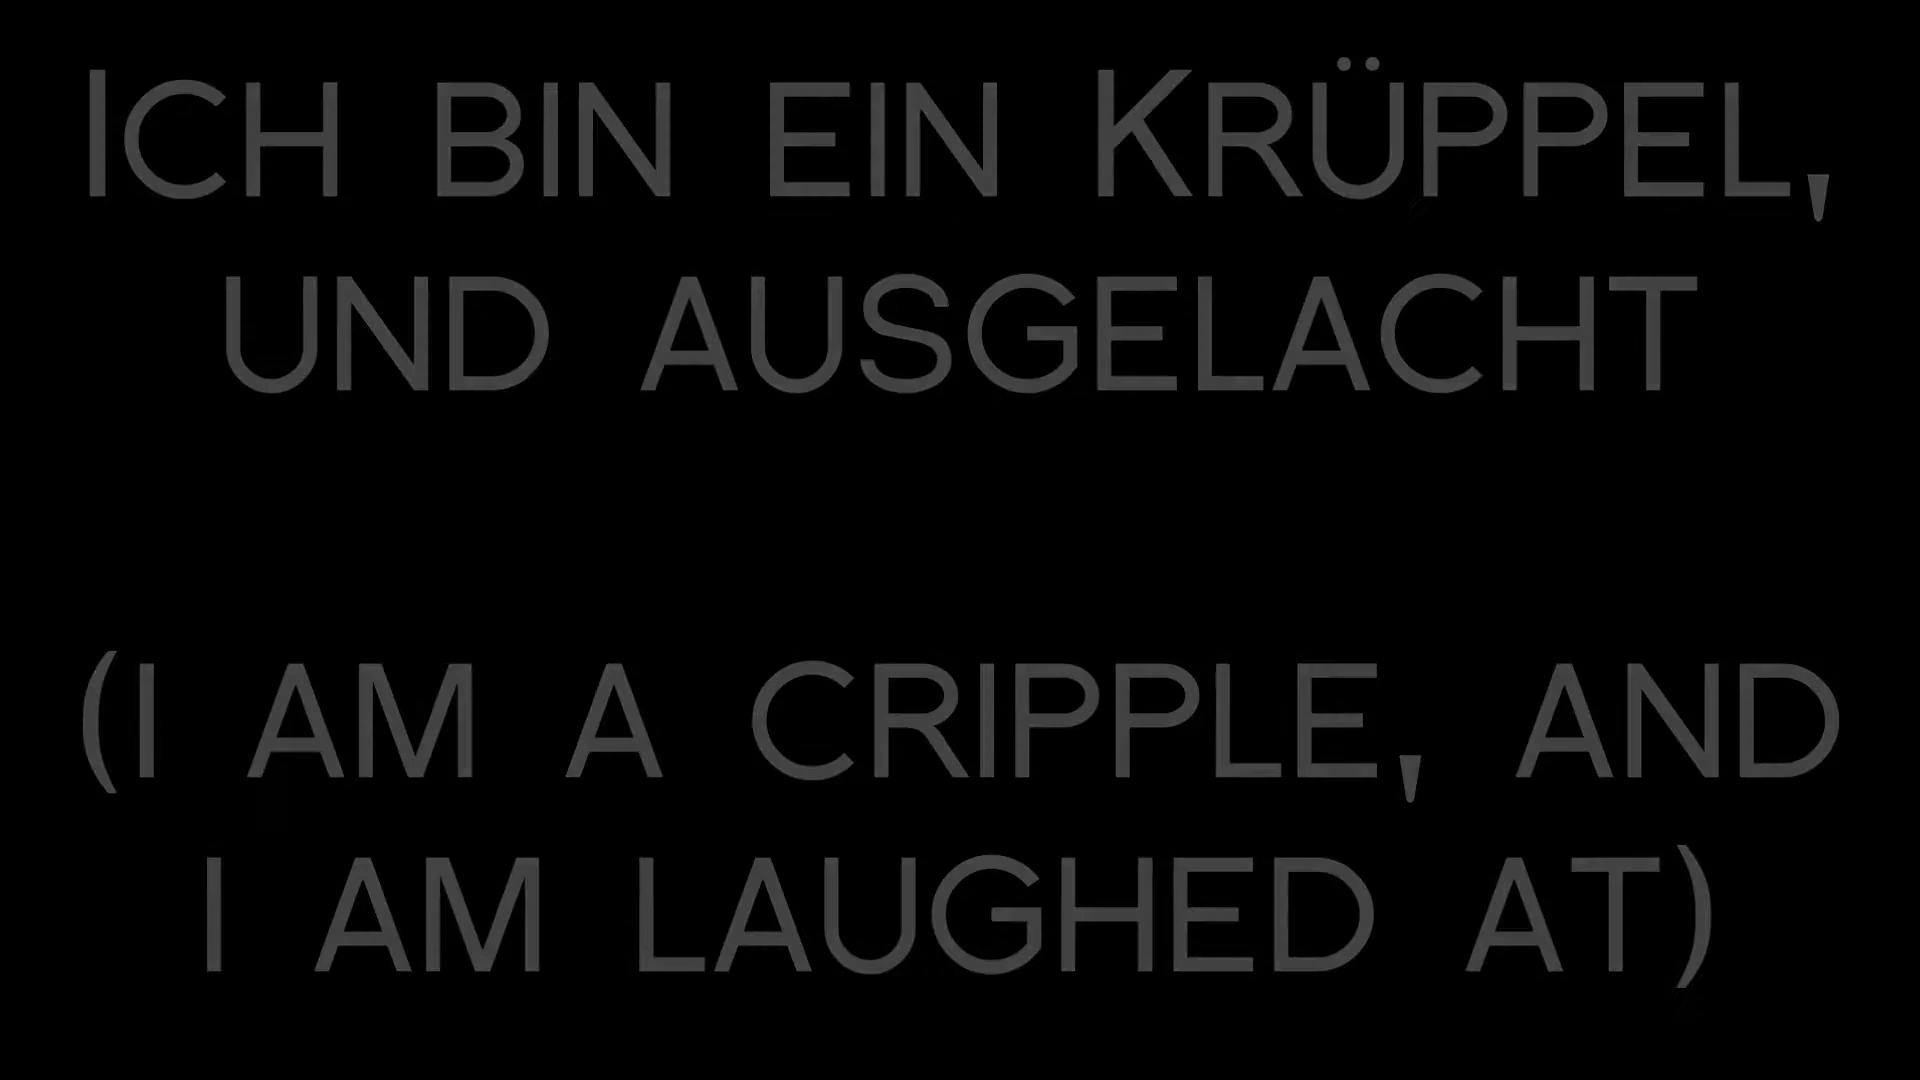 Ich bin ein Krüppel,
und ausgelacht
(I am a cripple, and
I am laughed at)